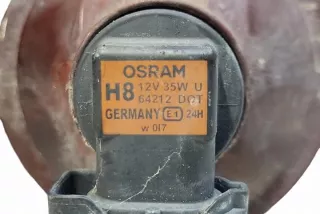 OSRAM
H8 12V 35W U
64212 DOT
GERMANY E1 24H
w 017